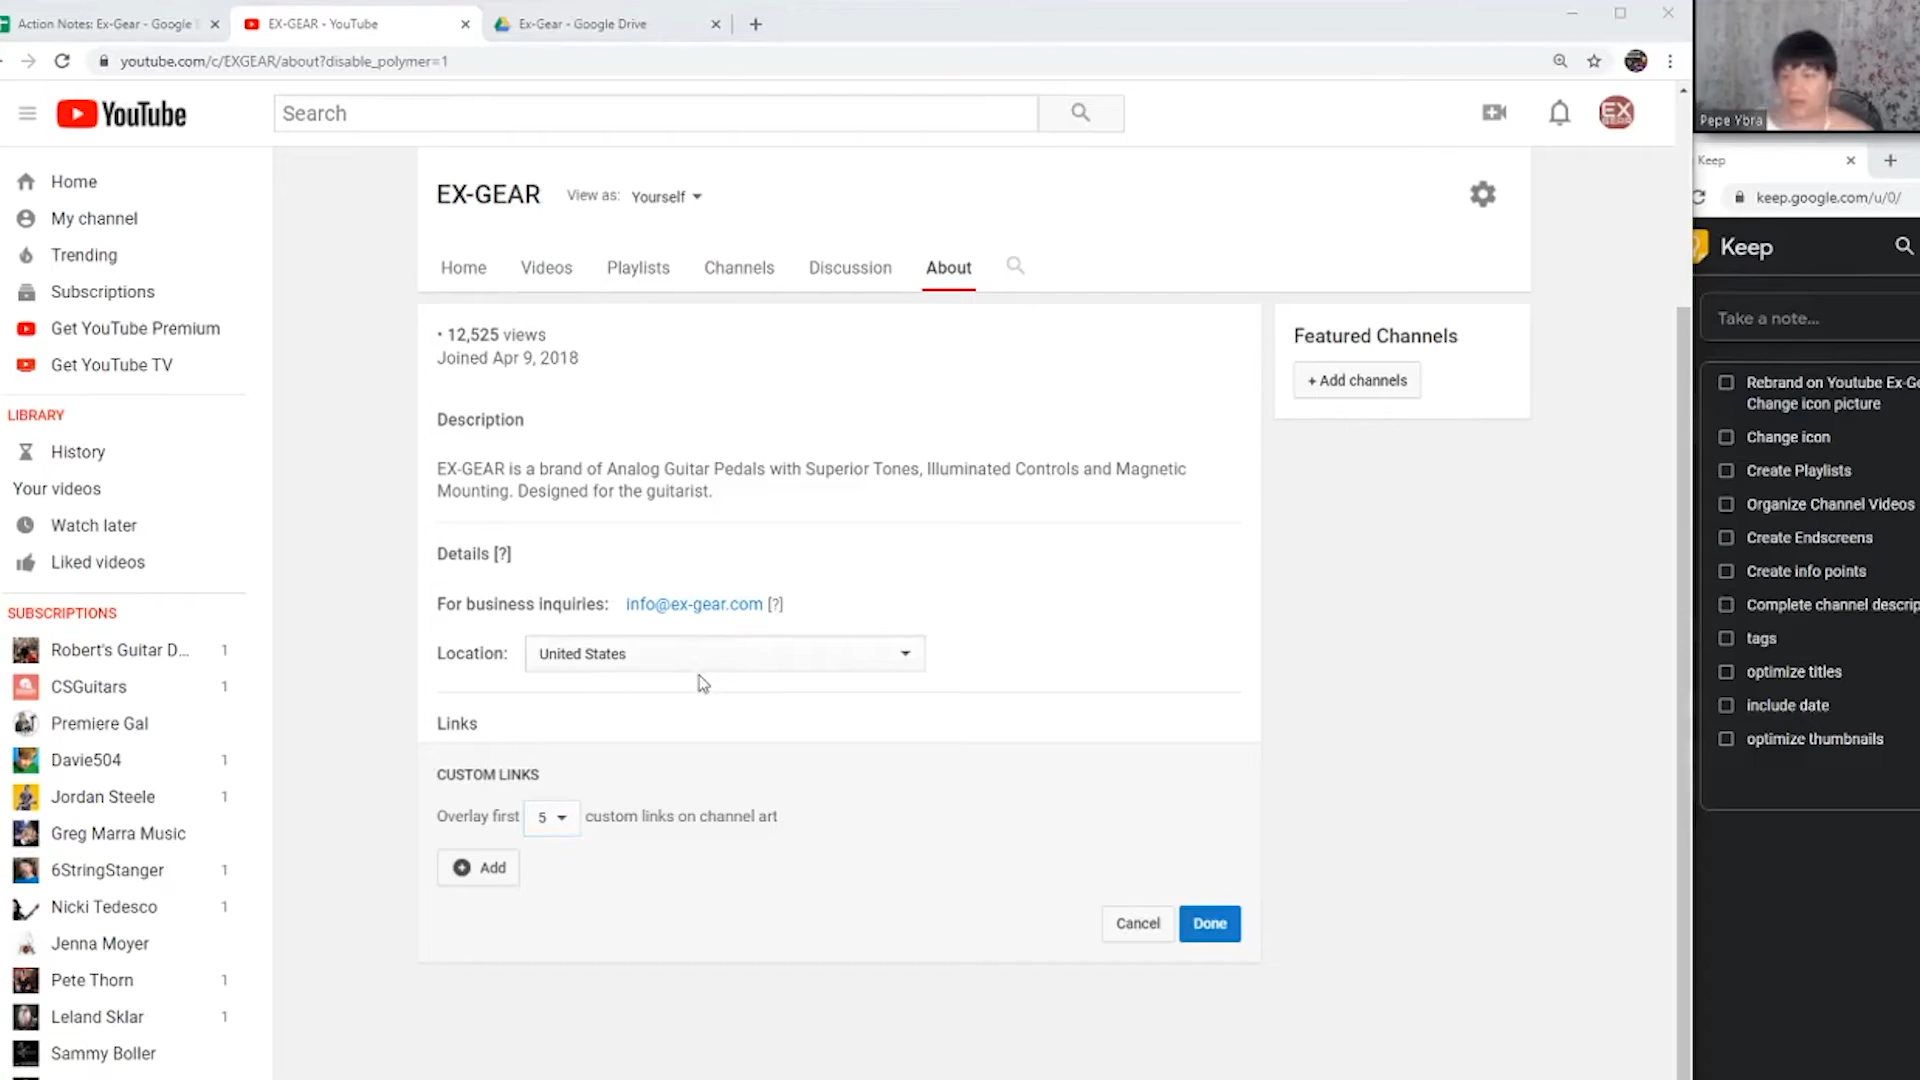 Action Notes: Ex-Gear - Google
EX-GEAR - YouTube
Ex-Gear - Google Drive
youtube.com/c/EXGEAR/about?disable_polymer=1
YouTube
Search
EX
Pepe Ybra
Home
My channel
Trending
Subscriptions
Get YouTube Premium
Get YouTube TV
LIBRARY
History
Your videos
Watch later
Liked videos
SUBSCRIPTIONS
Robert's Guitar D... 1
CSGuitars 1
Premiere Gal
Davie504 1
Jordan Steele 1
Greg Marra Music
6StringStanger 1
Nicki Tedesco 1
Jenna Moyer
Pete Thorn 1
Leland Sklar 1
Sammy Boller
EX-GEAR View as: Yourself
Home Videos Playlists Channels Discussion About
• 12,525 views
Joined Apr 9, 2018
Description
EX-GEAR is a brand of Analog Guitar Pedals with Superior Tones, Illuminated Controls and Magnetic
Mounting. Designed for the guitarist.
Details [?]
For business inquiries: info@ex-gear.com [?]
Location: United States
Links
CUSTOM LINKS
Overlay first 5 custom links on channel art
Add
Cancel Done
Featured Channels
+ Add channels
Keep
keep.google.com/u/0/
Keep
Take a note...
Rebrand on Youtube Ex-Ge
Change icon picture
Change icon
Create Playlists
Organize Channel Videos
Create Endscreens
Create info points
Complete channel descrip
tags
optimize titles
include date
optimize thumbnails